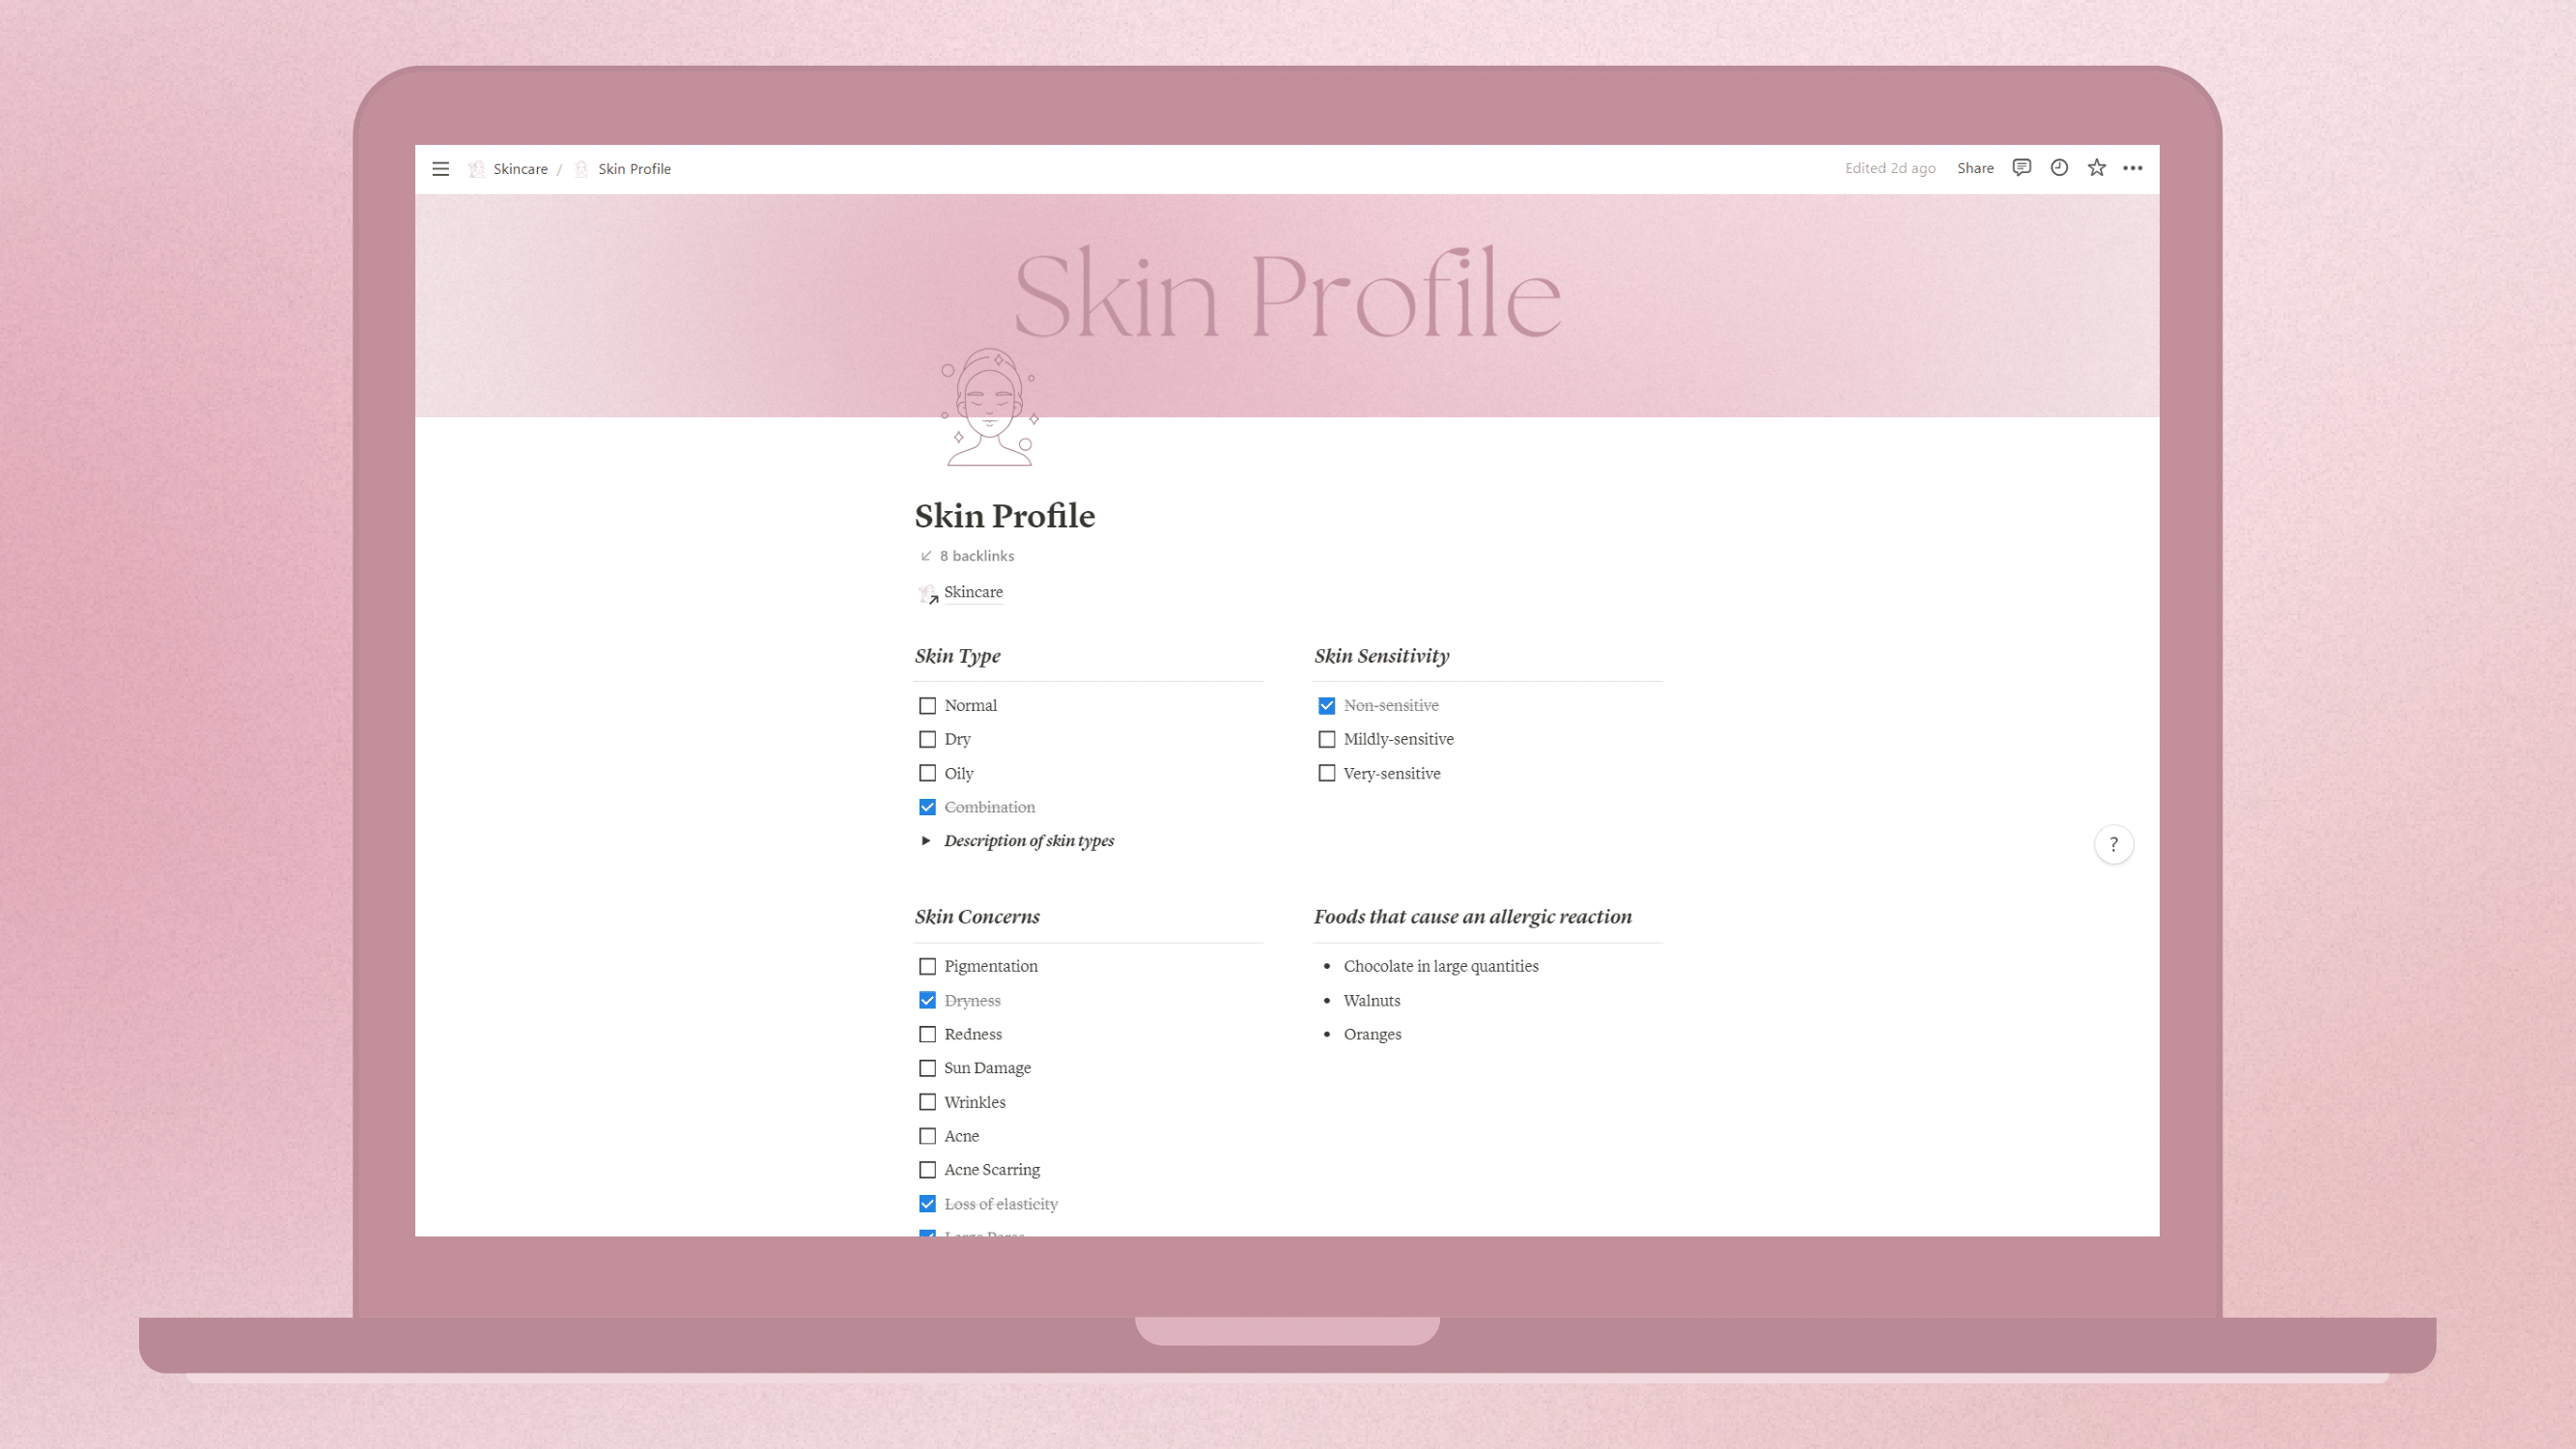 Skincare / Skin Profile
Edited 2d ago Share
Skin Profile
Skin Profile
8 backlinks
Skincare
Skin Type
Normal
Dry
Oily
Combination
Description of skin types
Skin Sensitivity
Non-sensitive
Mildly-sensitive
Very-sensitive
?
Skin Concerns
Pigmentation
Dryness
Redness
Sun Damage
Wrinkles
Acne
Acne Scarring
Loss of elasticity
Large Pores
Foods that cause an allergic reaction
• Chocolate in large quantities
• Walnuts
• Oranges